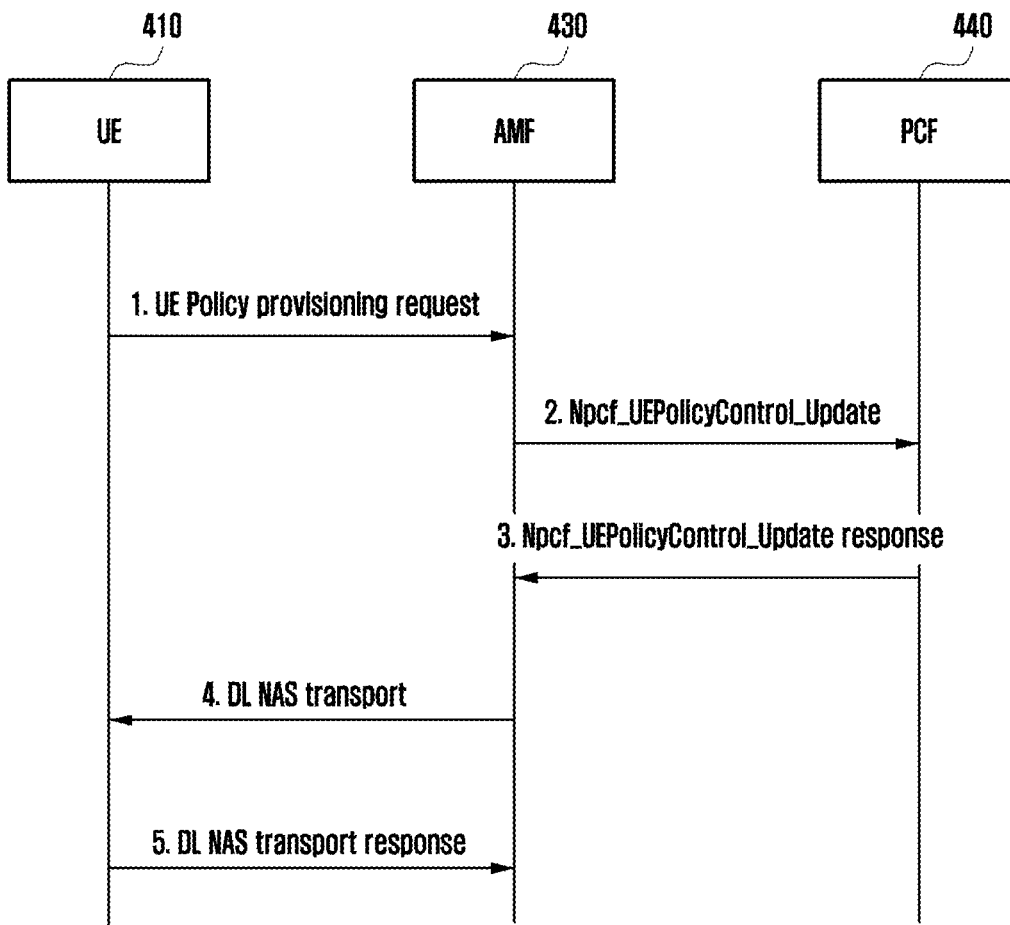 410
430
440
UE
AMF
PCF
1. UE Policy provisioning request
2. Npcf_UEPolicyControl_Update
3. Npcf_UEPolicyControl_Update response
4. DL NAS transport
5. DL NAS transport response